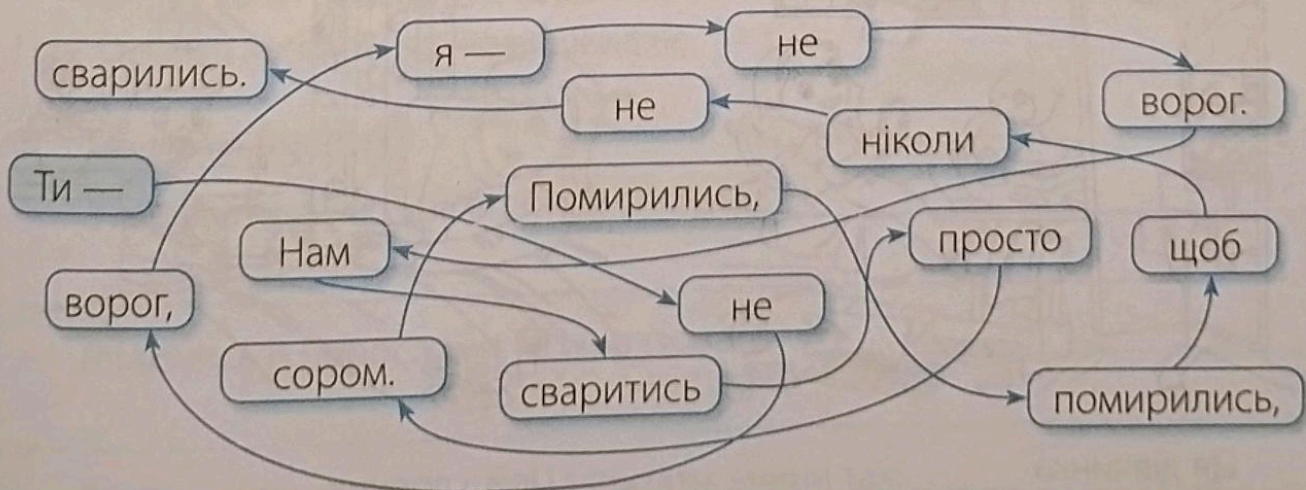 я —
не
сварились.
не
ворог.
ніколи
Ти —
Помирились,
Нам
просто
щоб
ворог,
не
сором.
сваритись
помирились,